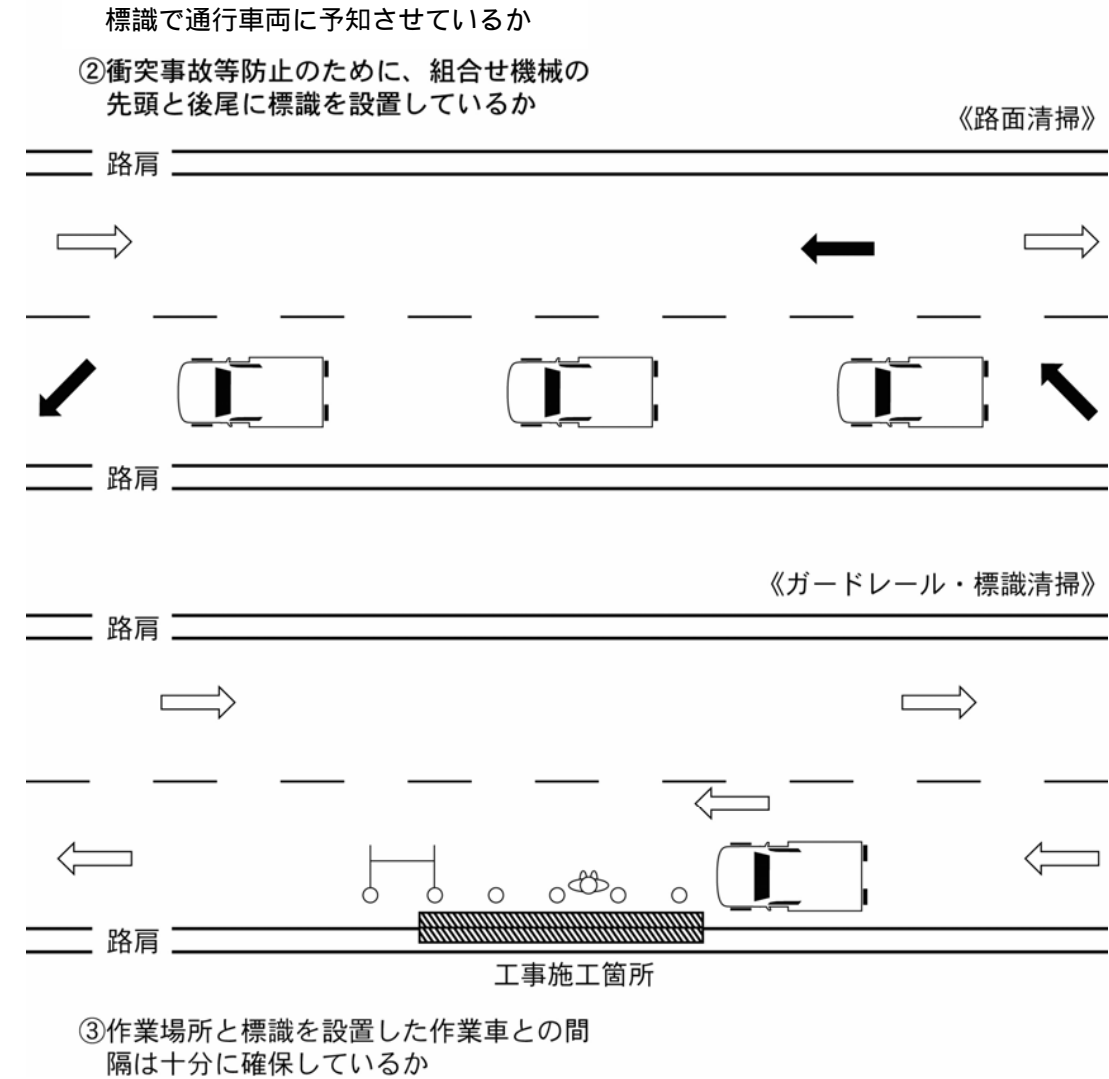 標識で通行車両に予知させているか
②衝突事故等防止のために、組合せ機械の
先頭と後尾に標識を設置しているか
《路面清掃》
路肩
路肩
《ガードレール・標識清掃》
路肩
路肩
工事施工箇所
③作業場所と標識を設置した作業車との間
隔は十分に確保しているか